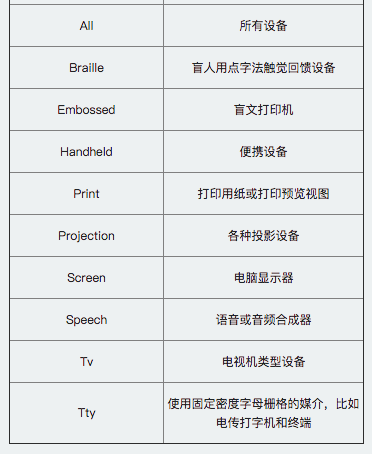 All 所有设备
Braille 盲人用点字法触觉回馈设备
Embossed 盲文打印机
Handheld 便携设备
Print 打印用纸或打印预览视图
Projection 各种投影设备
Screen 电脑显示器
Speech 语音或音频合成器
Tv 电视机类型设备
Tty 使用固定密度字母栅格的媒介，比如
电传打字机和终端